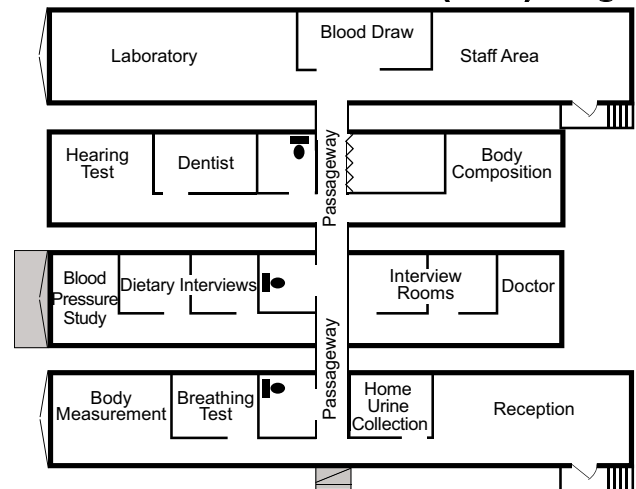 Blood Draw
Laboratory
Staff Area
Passageway
Hearing
Test
Dentist
Body
Composition
Blood
Pressure
Study
Dietary Interviews
Interview
Rooms
Doctor
Passageway
Body
Measurement
Breathing
Test
Home
Urine
Collection
Reception